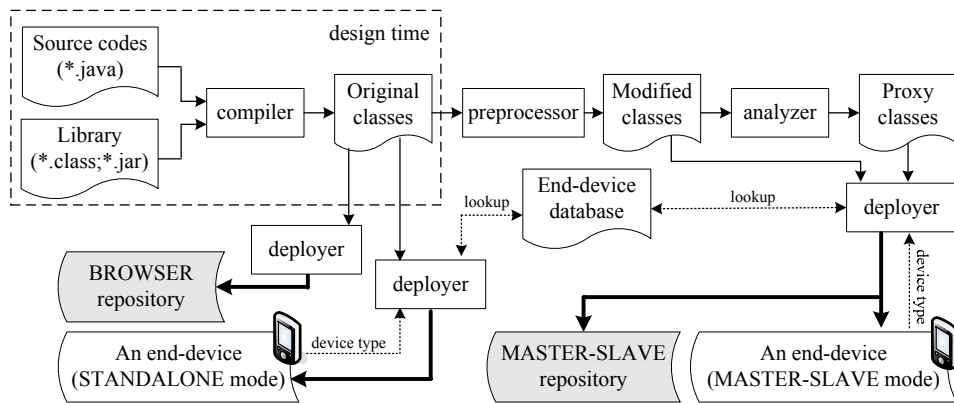 design time
Source codes
(*.java)
Library
(*.class;*.jar)
compiler
Original
classes
preprocessor
Modified
classes
analyzer
Proxy
classes
deployer
deployer
deployer
End-device
database
lookup
lookup
device type
device type
BROWSER
repository
An end-device
(STANDALONE mode)
MASTER-SLAVE
repository
An end-device
(MASTER-SLAVE mode)